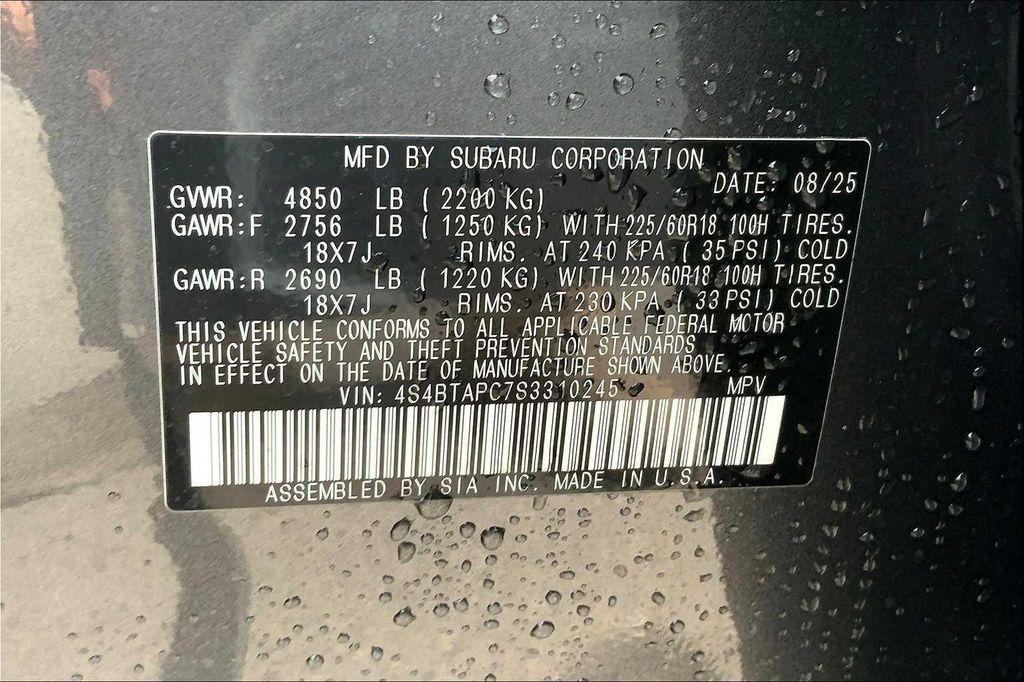 MFD BY SUBARU CORPORATION
DATE: 08/25
GVWR: 4850 LB (2200 KG)
GAWR:F 2756 LB (1250 KG) WITH 225/60R18 100H TIRES.
18X7J RIMS. AT 240 KPA (35 PSI) COLD
GAWR:R 2690 LB (1220 KG) WITH 225/60R18 100H TIRES.
18X7J RIMS. AT 230 KPA (33 PSI) COLD
THIS VEHICLE CONFORMS TO ALL APPLICABLE FEDERAL MOTOR
VEHICLE SAFETY AND THEFT PREVENTION STANDARDS
IN EFFECT ON THE DATE OF MANUFACTURE SHOWN ABOVE.
VIN: 4S4BTAPC7S3310245 MPV
ASSEMBLED BY SIA INC. MADE IN U.S.A.